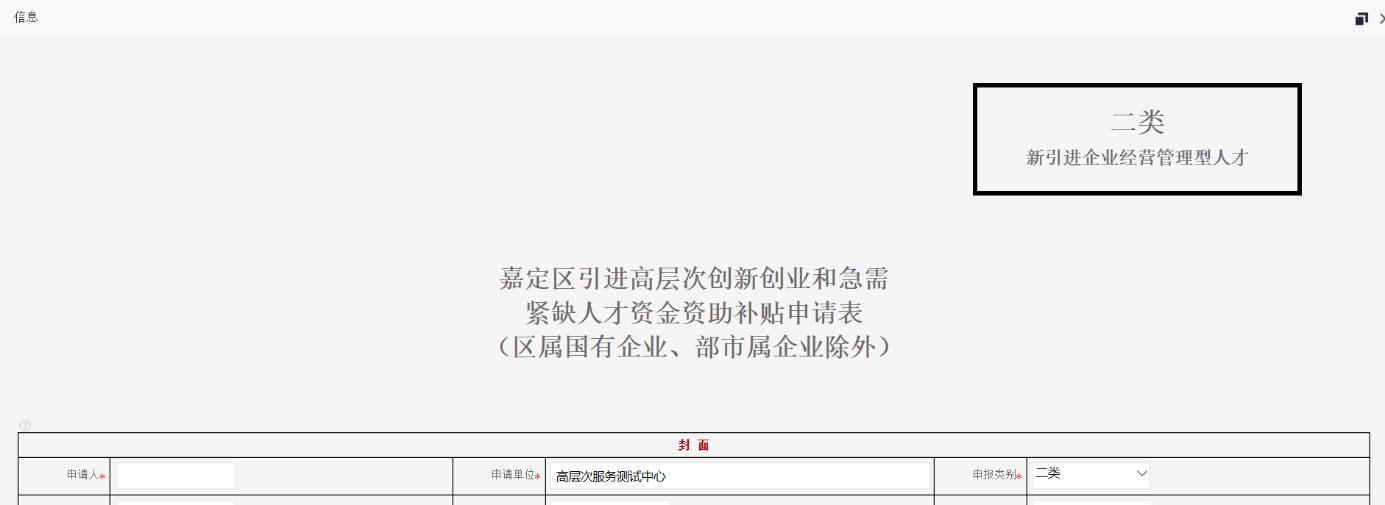 信息
二类
新引进企业经营管理型人才
嘉定区引进高层次创新创业和急需
紧缺人才资金资助补贴申请表
（区属国有企业、部市属企业除外）
封 面
申请人* 申请单位* 高层次服务测试中心 申报类别* 二类